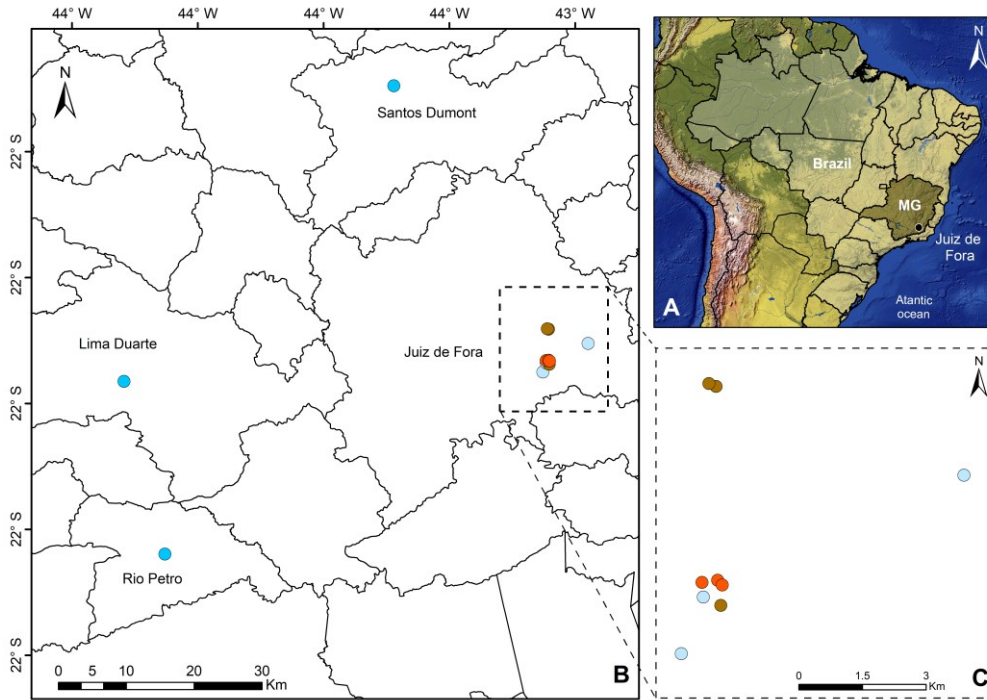 44° W
44° W
44° W
44° W
43° W
N
Santos Dumont
22° S
22° S
22° S
22° S
22° S
Lima Duarte
Juiz de Fora
Rio Petro
0 5 10 20 30
Km
B
N
Brazil
MG
Juiz de
Fora
Atantic
ocean
A
N
0 1.5 3
Km
C